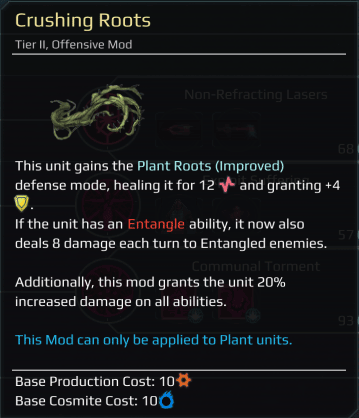 Crushing Roots
Tier II, Offensive Mod
Non-Refracting Lasers
68
This unit gains the Plant Roots (Improved)
defense mode, healing it for 12 and granting +4
.
If the unit has an Entangle ability, it now also
57
deals 8 damage each turn to Entangled enemies.
Communal Torment
Additionally, this mod grants the unit 20%
increased damage on all abilities.
93
This Mod can only be applied to Plant units.
Base Production Cost: 10
Base Cosmite Cost: 10